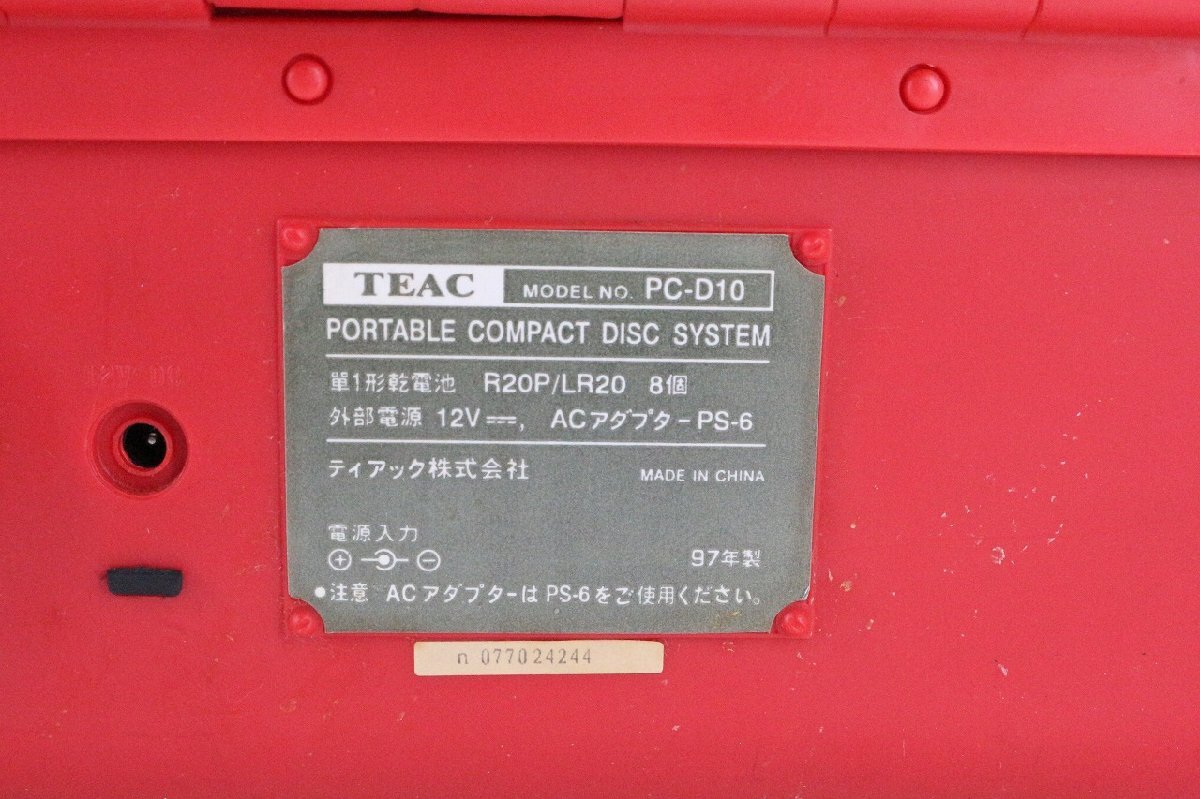 TEAC MODEL NO. PC-D10
PORTABLE COMPACT DISC SYSTEM
單1形乾電池 R20P/LR20 8個
外部電源 12V⎓, ACアダプター PS-6
ティアック株式会社 MADE IN CHINA
電源入力
97年製
●注意 ACアダプターは PS-6をご使用ください。
n 077024244